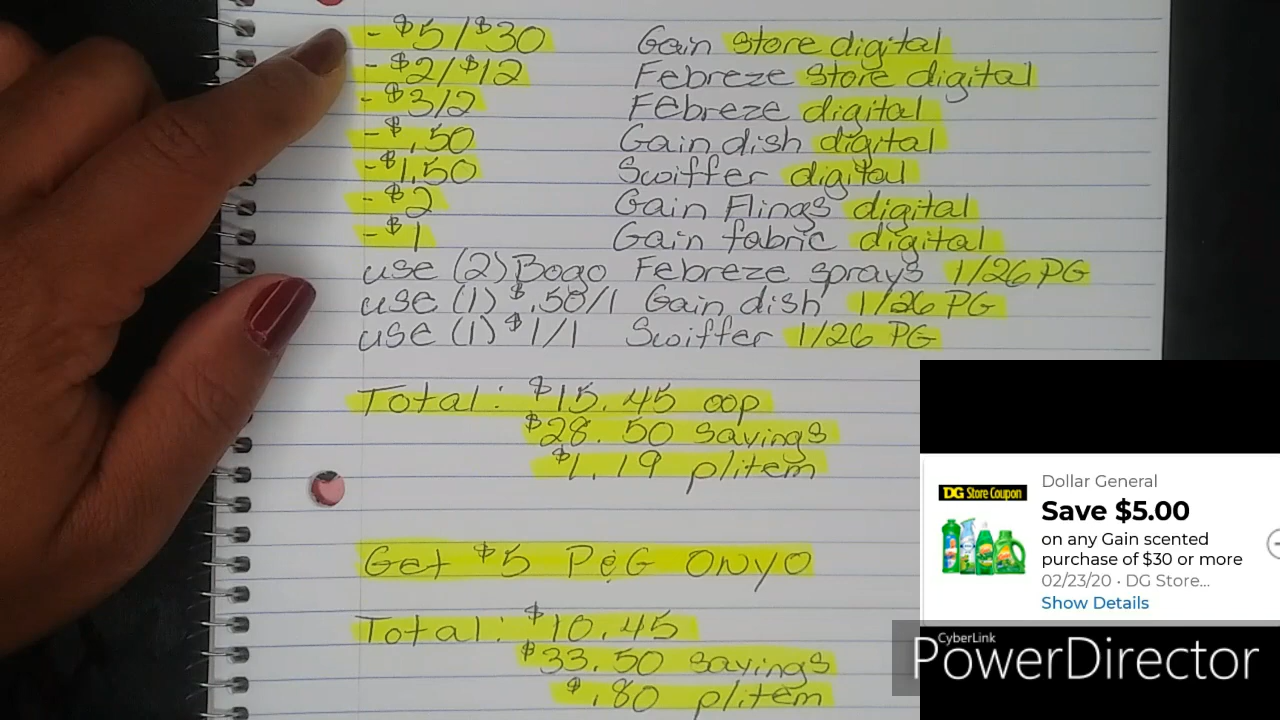 - $5/$30 Gain store digital
- $2/$12 Febreze store digital
- $3/2 Febreze digital
- $.50 Gain dish digital
- $1.50 Swiffer digital
- $2 Gain Flings digital
- $1 Gain fabric digital
use (2) Bogo Febreze sprays 1/26 PG
use (1) $.50/1 Gain dish 1/26 PG
use (1) $1/1 Swiffer 1/26 PG
Total: $15.45 oop
$28.50 savings
$1.19 p/item
Get $5 P&G ONYO
Total: $10.45
$33.50 savings
$.80 p/item
DG Store Coupon
Dollar General
Save $5.00
on any Gain scented
purchase of $30 or more
02/23/20 · DG Store...
Show Details
CyberLink
PowerDirector